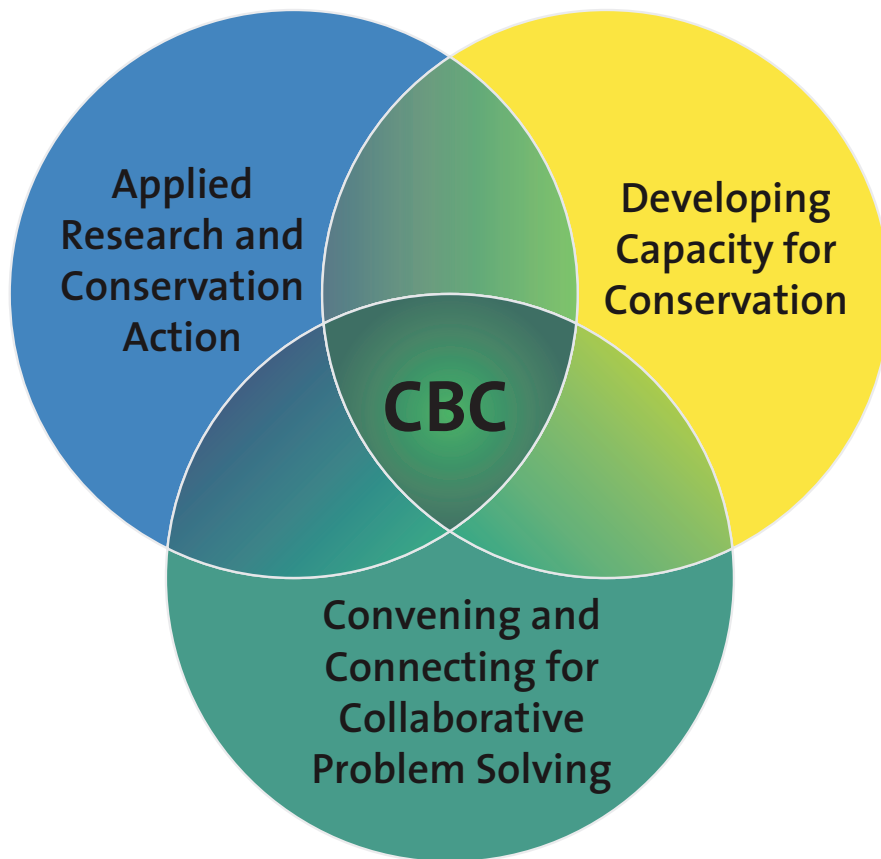 Applied
Research and
Conservation
Action
Developing
Capacity for
Conservation
CBC
Convening and
Connecting for
Collaborative
Problem Solving